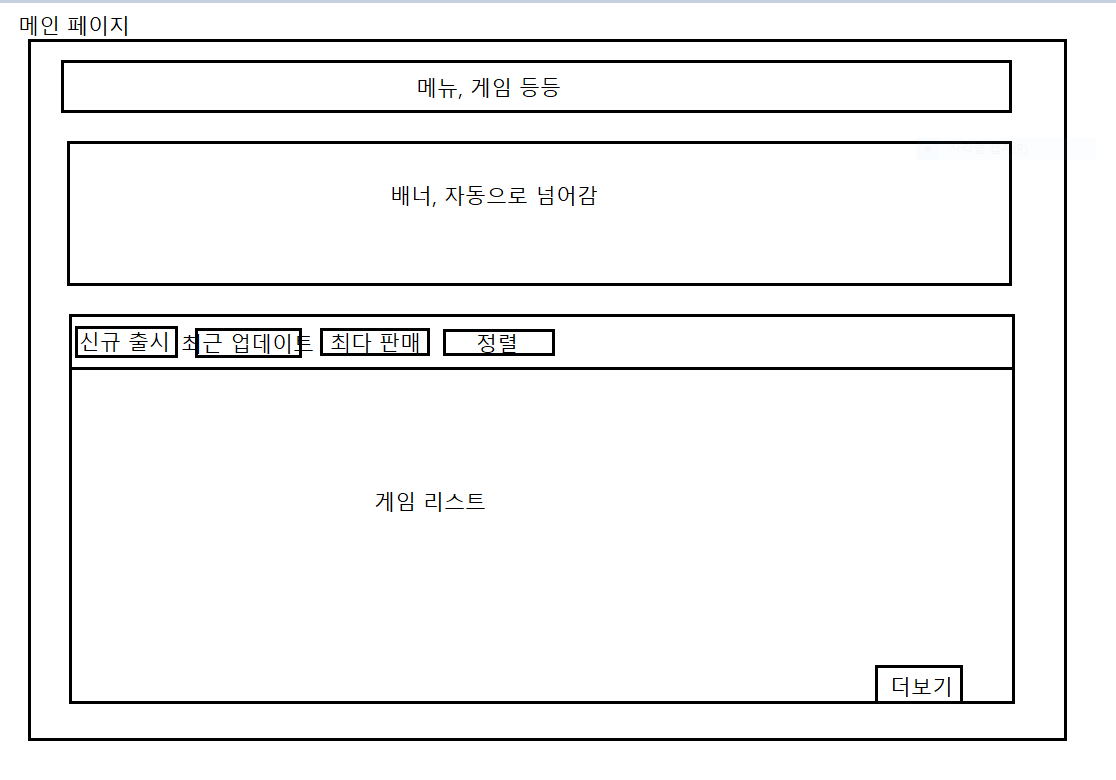 메인 페이지
메뉴, 게임 등등
배너, 자동으로 넘어감
신규 출시 최근 업데이트 최다 판매 정렬
게임 리스트
더보기